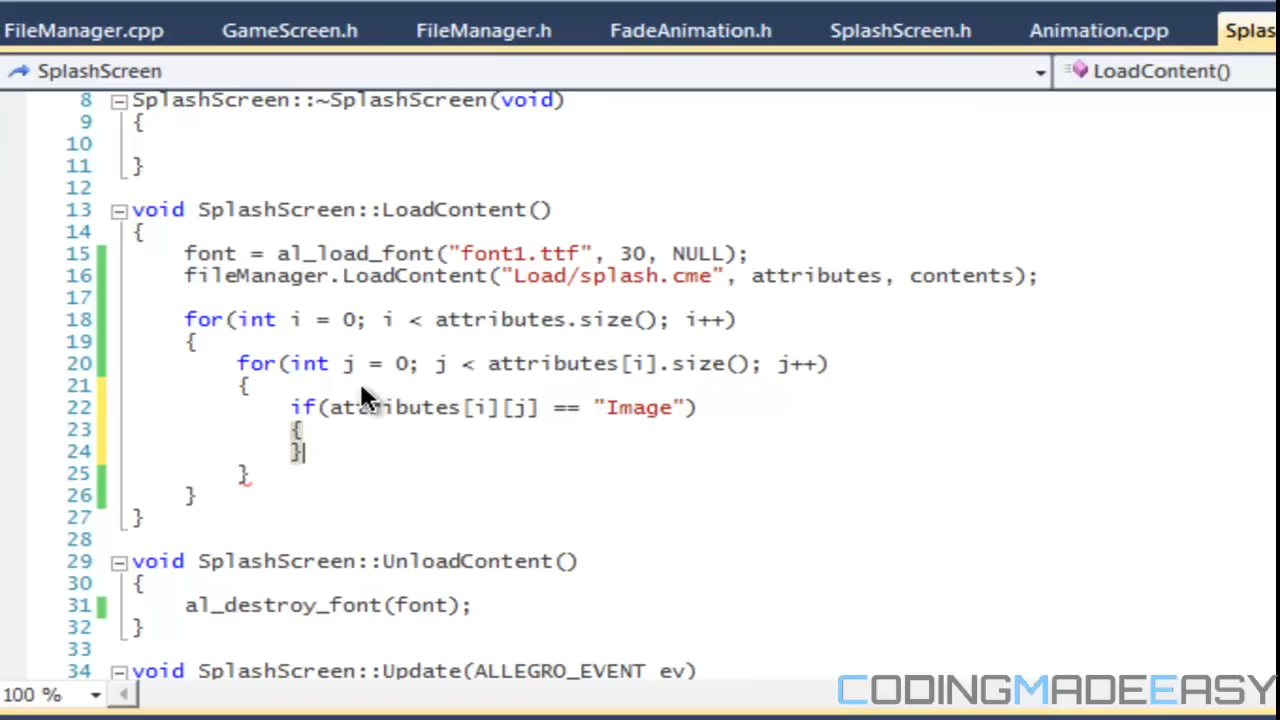 FileManager.cpp GameScreen.h FileManager.h FadeAnimation.h SplashScreen.h Animation.cpp Splas
SplashScreen LoadContent()
8 SplashScreen::~SplashScreen(void)
9 {
10
11 }
12
13 void SplashScreen::LoadContent()
14 {
15 font = al_load_font("font1.ttf", 30, NULL);
16 fileManager.LoadContent("Load/splash.cme", attributes, contents);
17
18 for(int i = 0; i < attributes.size(); i++)
19 {
20 for(int j = 0; j < attributes[i].size(); j++)
21 {
22 if(attributes[i][j] == "Image")
23 {
24 }
25 }
26 }
27 }
28
29 void SplashScreen::UnloadContent()
30 {
31 al_destroy_font(font);
32 }
33
34 void SplashScreen::Update(ALLEGRO_EVENT ev)
100 %
CODINGMADEEASY